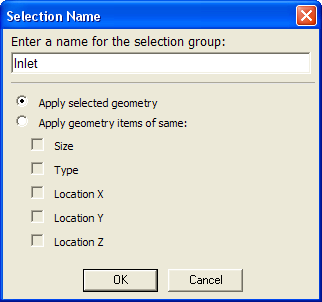 Selection Name
Enter a name for the selection group:
Inlet
Apply selected geometry
Apply geometry items of same:
Size
Type
Location X
Location Y
Location Z
OK Cancel